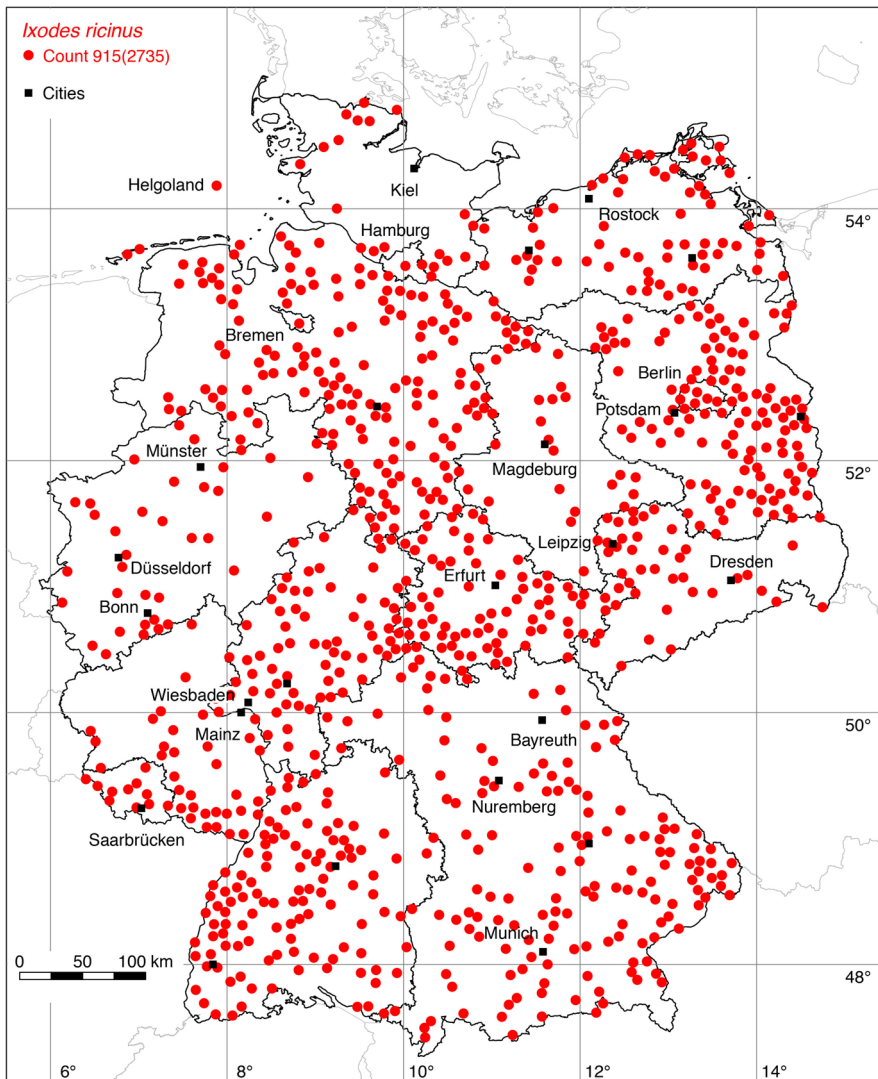 Ixodes ricinus
Count 915(2735)
Cities
Helgoland
Kiel
Rostock
54°
Hamburg
Bremen
Berlin
Potsdam
Münster
52°
Magdeburg
Leipzig
Düsseldorf
Dresden
Erfurt
Bonn
Wiesbaden
50°
Mainz
Bayreuth
Nuremberg
Saarbrücken
Munich
0 50 100 km
48°
6° 8° 10° 12° 14°